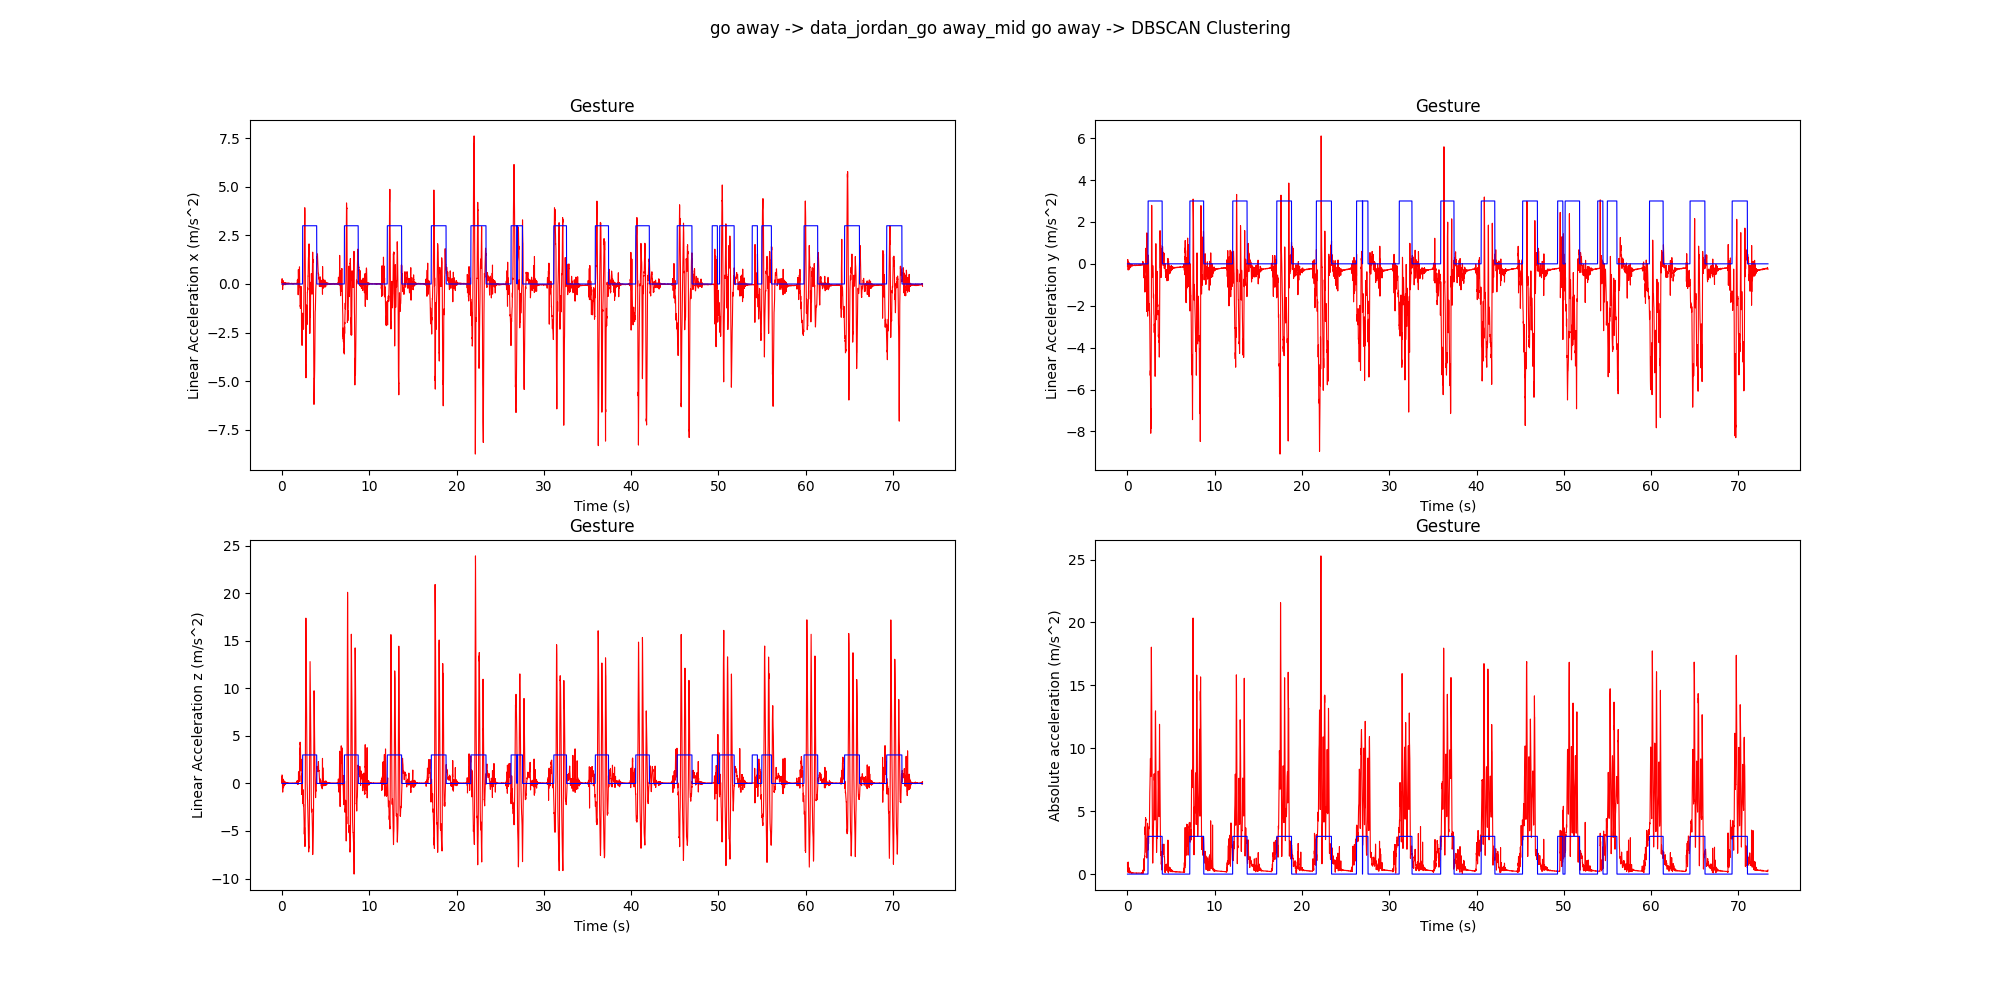 go away -> data_jordan_go away_mid go away -> DBSCAN Clustering
Gesture
Linear Acceleration x (m/s^2)
7.5
5.0
2.5
0.0
−2.5
−5.0
−7.5
0 10 20 30 40 50 60 70
Time (s)
Gesture
Linear Acceleration y (m/s^2)
6
4
2
0
−2
−4
−6
−8
0 10 20 30 40 50 60 70
Time (s)
Gesture
Linear Acceleration z (m/s^2)
25
20
15
10
5
0
−5
−10
0 10 20 30 40 50 60 70
Time (s)
Gesture
Absolute acceleration (m/s^2)
25
20
15
10
5
0
0 10 20 30 40 50 60 70
Time (s)